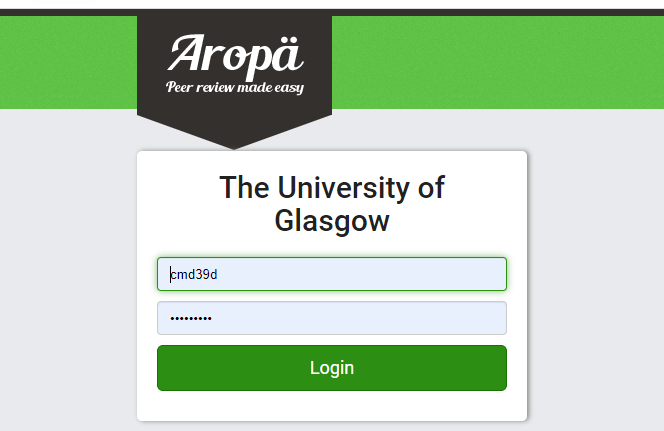 Aropä
Peer review made easy
The University of
Glasgow
cmd39d
•••••••••
Login